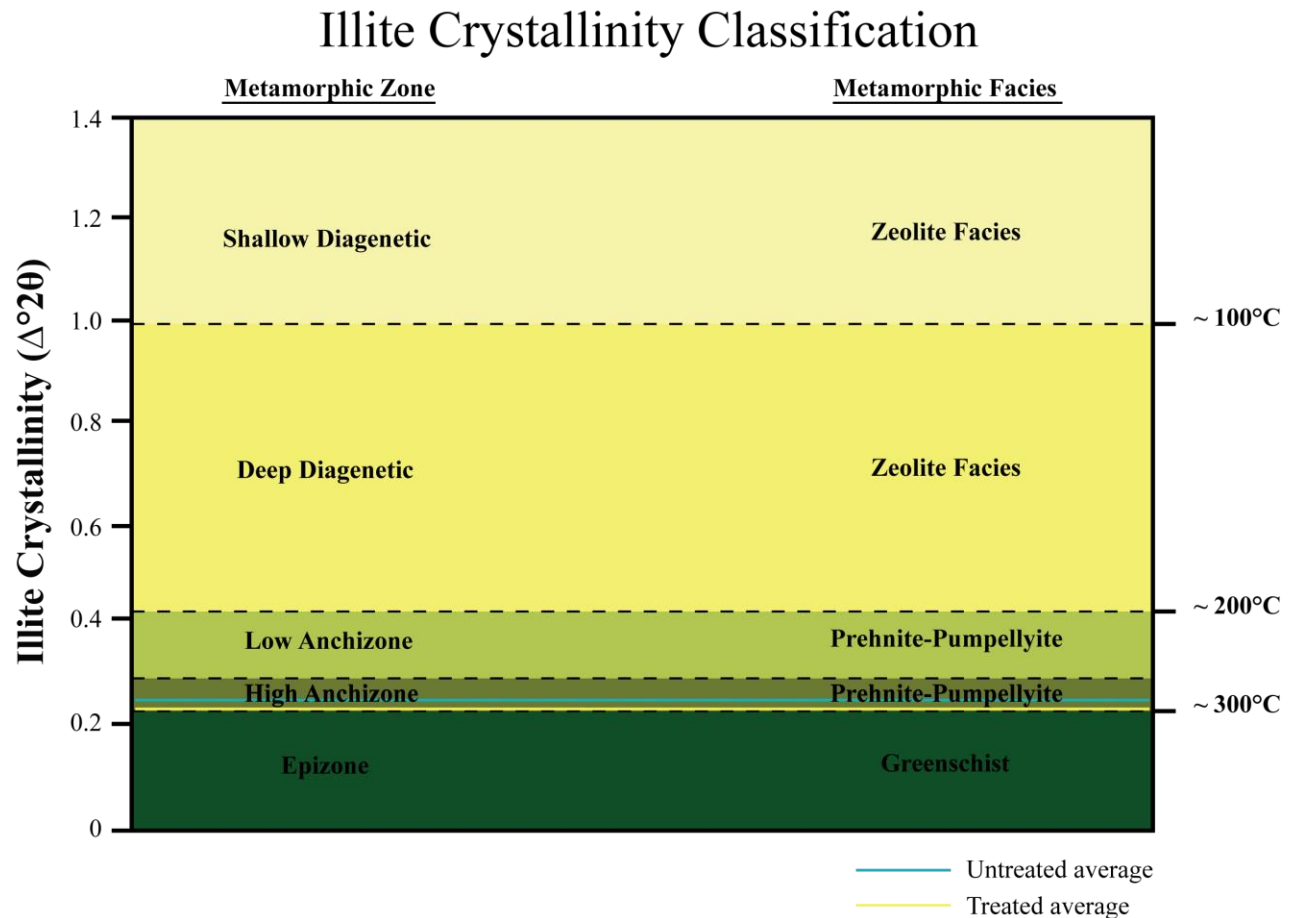 Illite Crystallinity Classification
Metamorphic Zone
Metamorphic Facies
Illite Crystallinity (Δ°2θ)
1.4
1.2
1.0
0.8
0.6
0.4
0.2
0
Shallow Diagenetic
Zeolite Facies
~ 100°C
Deep Diagenetic
Zeolite Facies
~ 200°C
Low Anchizone
Prehnite-Pumpellyite
High Anchizone
Prehnite-Pumpellyite
~ 300°C
Epizone
Greenschist
Untreated average
Treated average